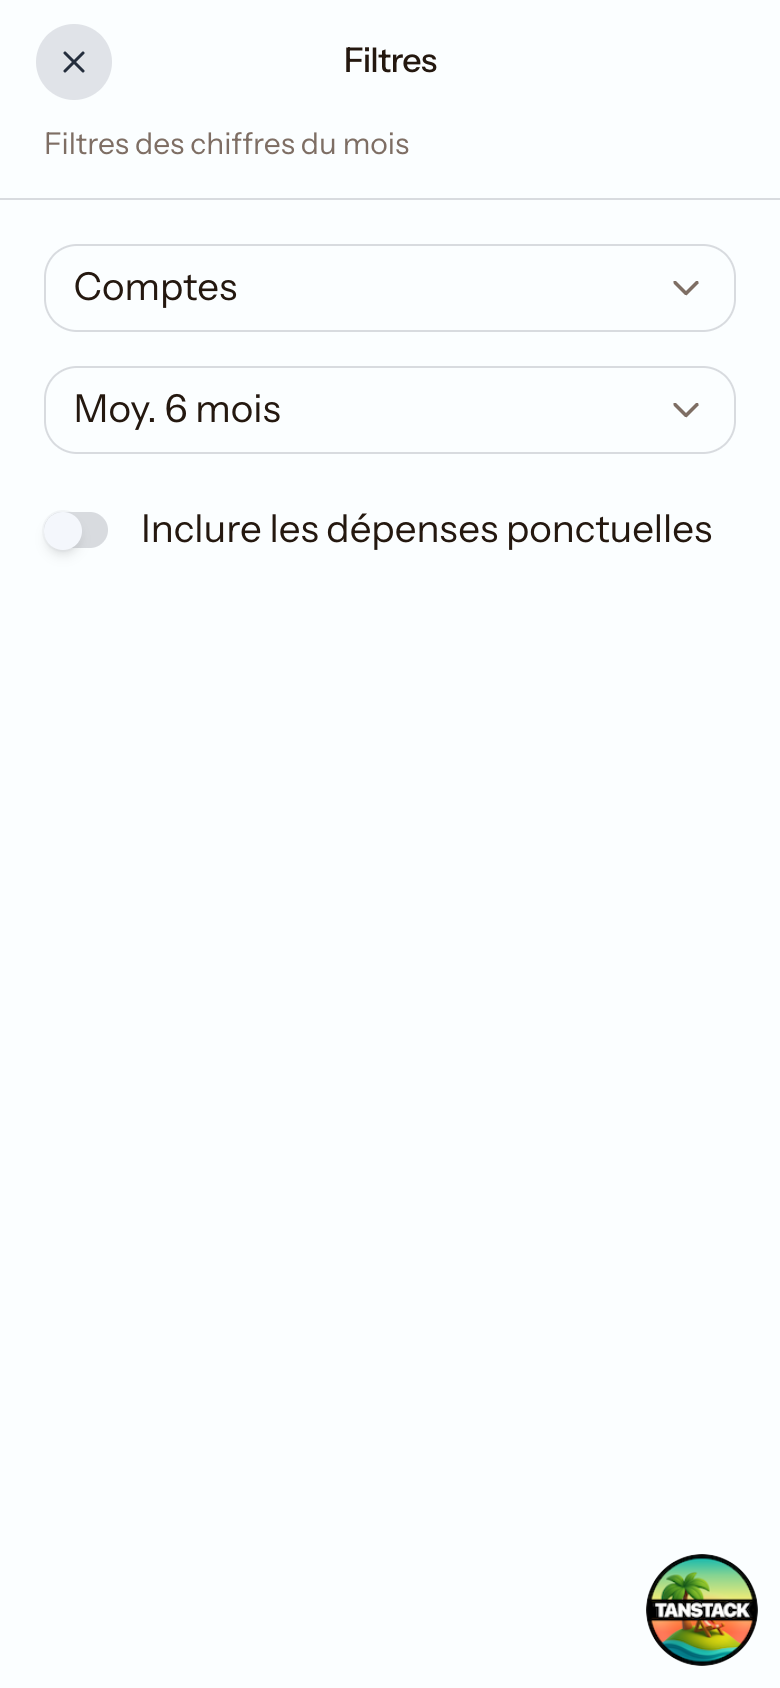 Filtres
Filtres des chiffres du mois
Comptes
Moy. 6 mois
Inclure les dépenses ponctuelles
TANSTACK